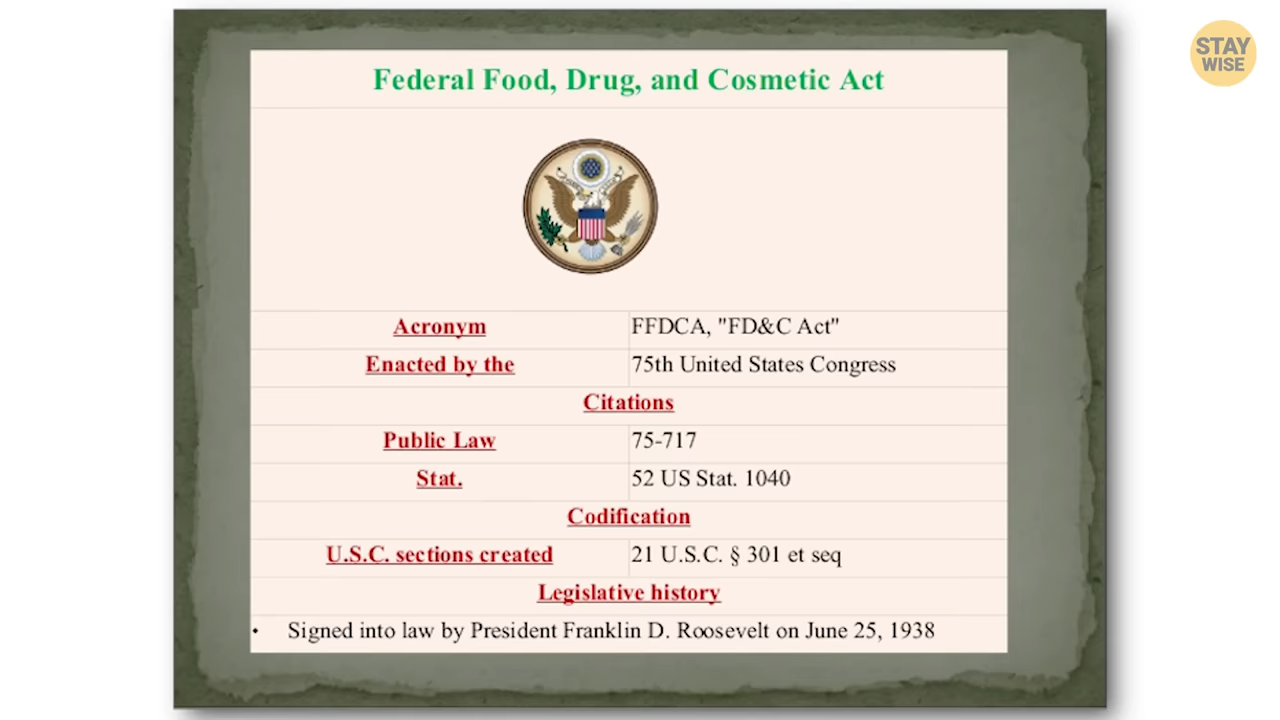 STAY
WISE
Federal Food, Drug, and Cosmetic Act
Acronym FFDCA, "FD&C Act"
Enacted by the 75th United States Congress
Citations
Public Law 75-717
Stat. 52 US Stat. 1040
Codification
U.S.C. sections created 21 U.S.C. § 301 et seq
Legislative history
• Signed into law by President Franklin D. Roosevelt on June 25, 1938